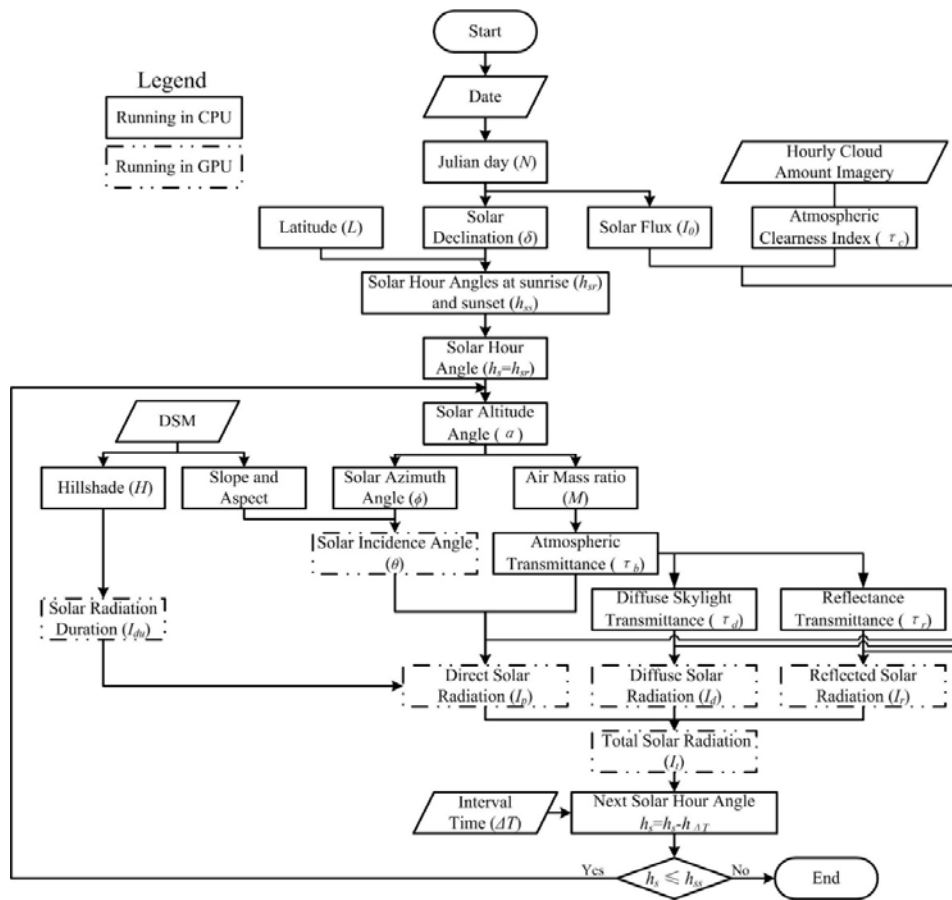 Start
Legend
Date
Running in CPU
Running in GPU
Julian day (N)
Hourly Cloud
Amount Imagery
Latitude (L)
Solar
Declination (δ)
Solar Flux (I₀)
Atmospheric
Clearness Index (τc)
Solar Hour Angles at sunrise (hsr)
and sunset (hss)
Solar Hour
Angle (hs=hsr)
DSM
Solar Altitude
Angle (α)
Hillshade (H)
Slope and
Aspect
Solar Azimuth
Angle (ϕ)
Air Mass ratio
(M)
Solar Incidence Angle
(θ)
Atmospheric
Transmittance (τb)
Solar Radiation
Duration (Idu)
Diffuse Skylight
Transmittance (τd)
Reflectance
Transmittance (τr)
Direct Solar
Radiation (Ip)
Diffuse Solar
Radiation (Id)
Reflected Solar
Radiation (Ir)
Total Solar Radiation
(It)
Interval
Time (ΔT)
Next Solar Hour Angle
hs=hs-hΔT
Yes
hs ⩽ hss
No
End